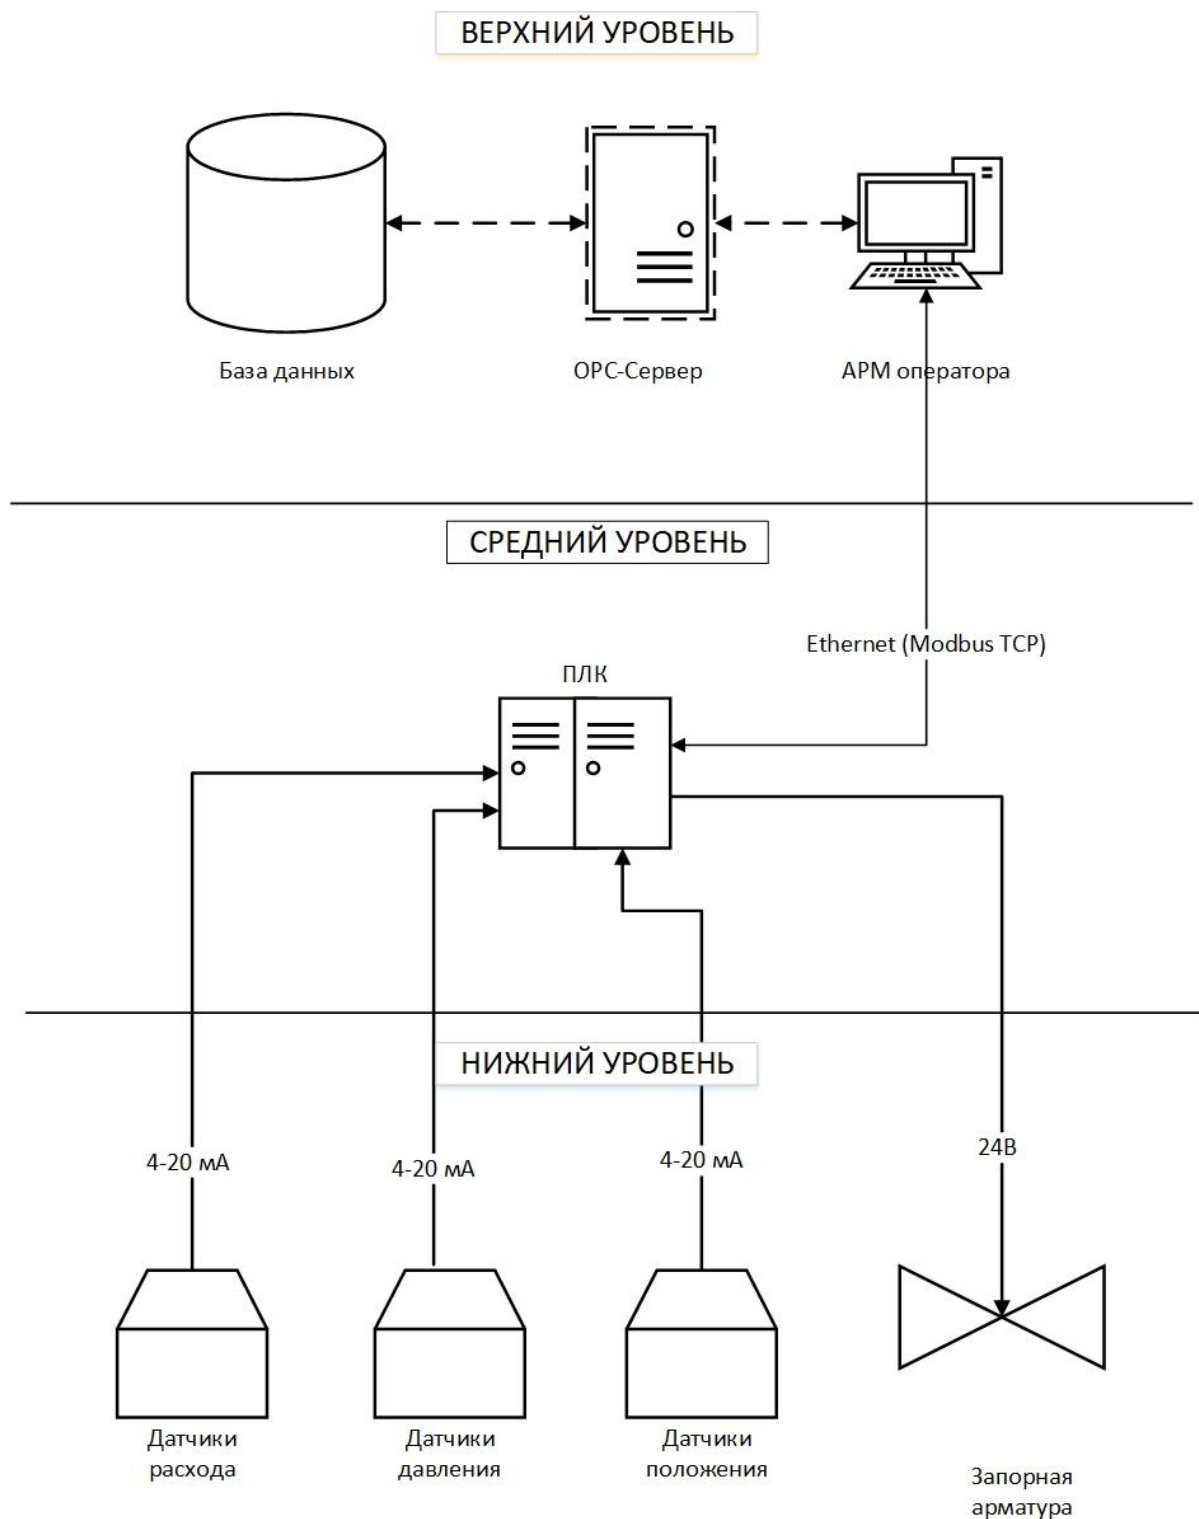 ВЕРХНИЙ УРОВЕНЬ
База данных
OPC-Сервер
АРМ оператора
СРЕДНИЙ УРОВЕНЬ
Ethernet (Modbus TCP)
ПЛК
НИЖНИЙ УРОВЕНЬ
4-20 мА
4-20 мА
4-20 мА
24В
Датчики
расхода
Датчики
давления
Датчики
положения
Запорная
арматура